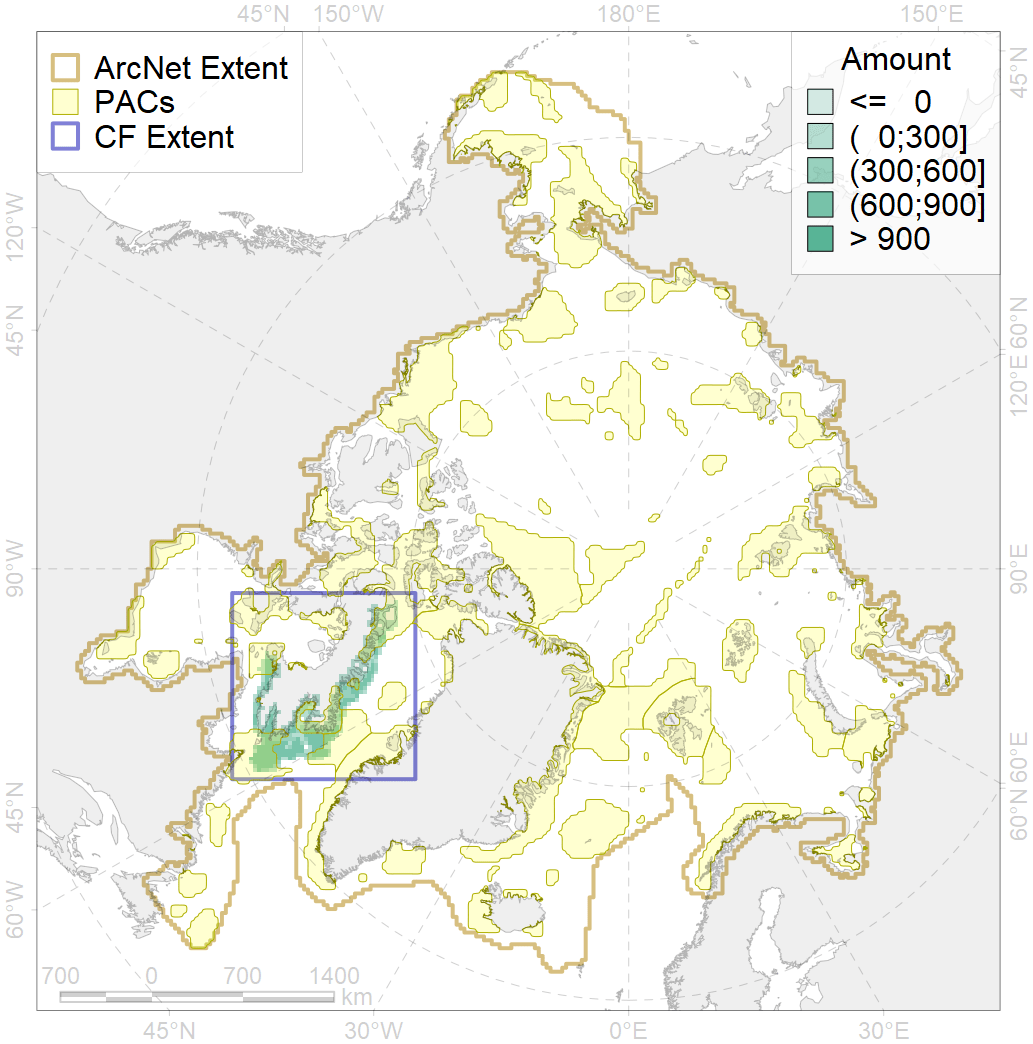 45°N 150°W 180°E 150°E
ArcNet Extent
PACs
CF Extent
Amount
<= 0
( 0;300]
(300;600]
(600;900]
> 900
45°N
120°W
45°N
60°N
120°E
90°W
90°E
45°N
60°W
60°E
60°N
700 0 700 1400
km
45°N 30°W 0°E 30°E